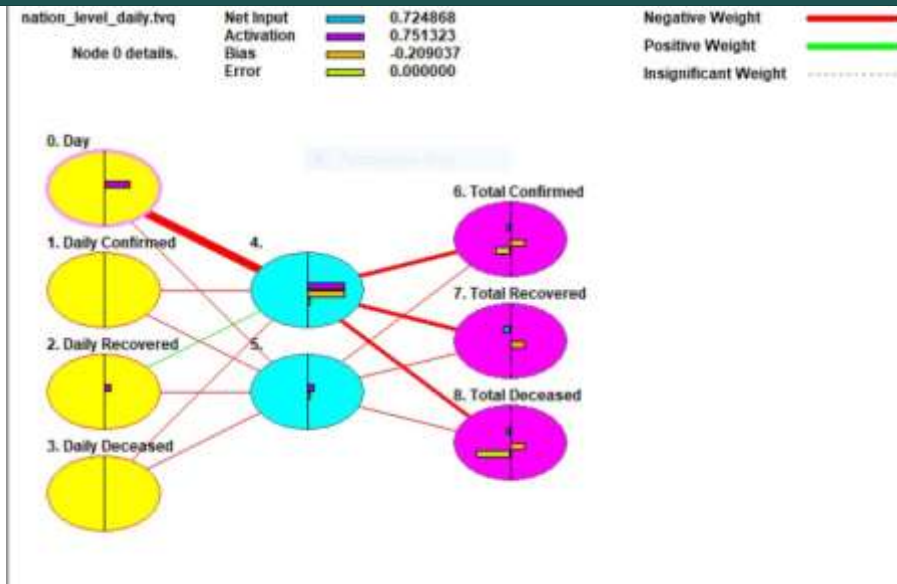 nation_level_daily.tvq
Node 0 details.
Net Input 0.724868
Activation 0.751323
Bias -0.209037
Error 0.000000
Negative Weight
Positive Weight
Insignificant Weight
0. Day
1. Daily Confirmed
2. Daily Recovered
3. Daily Deceased
4.
5.
6. Total Confirmed
7. Total Recovered
8. Total Deceased